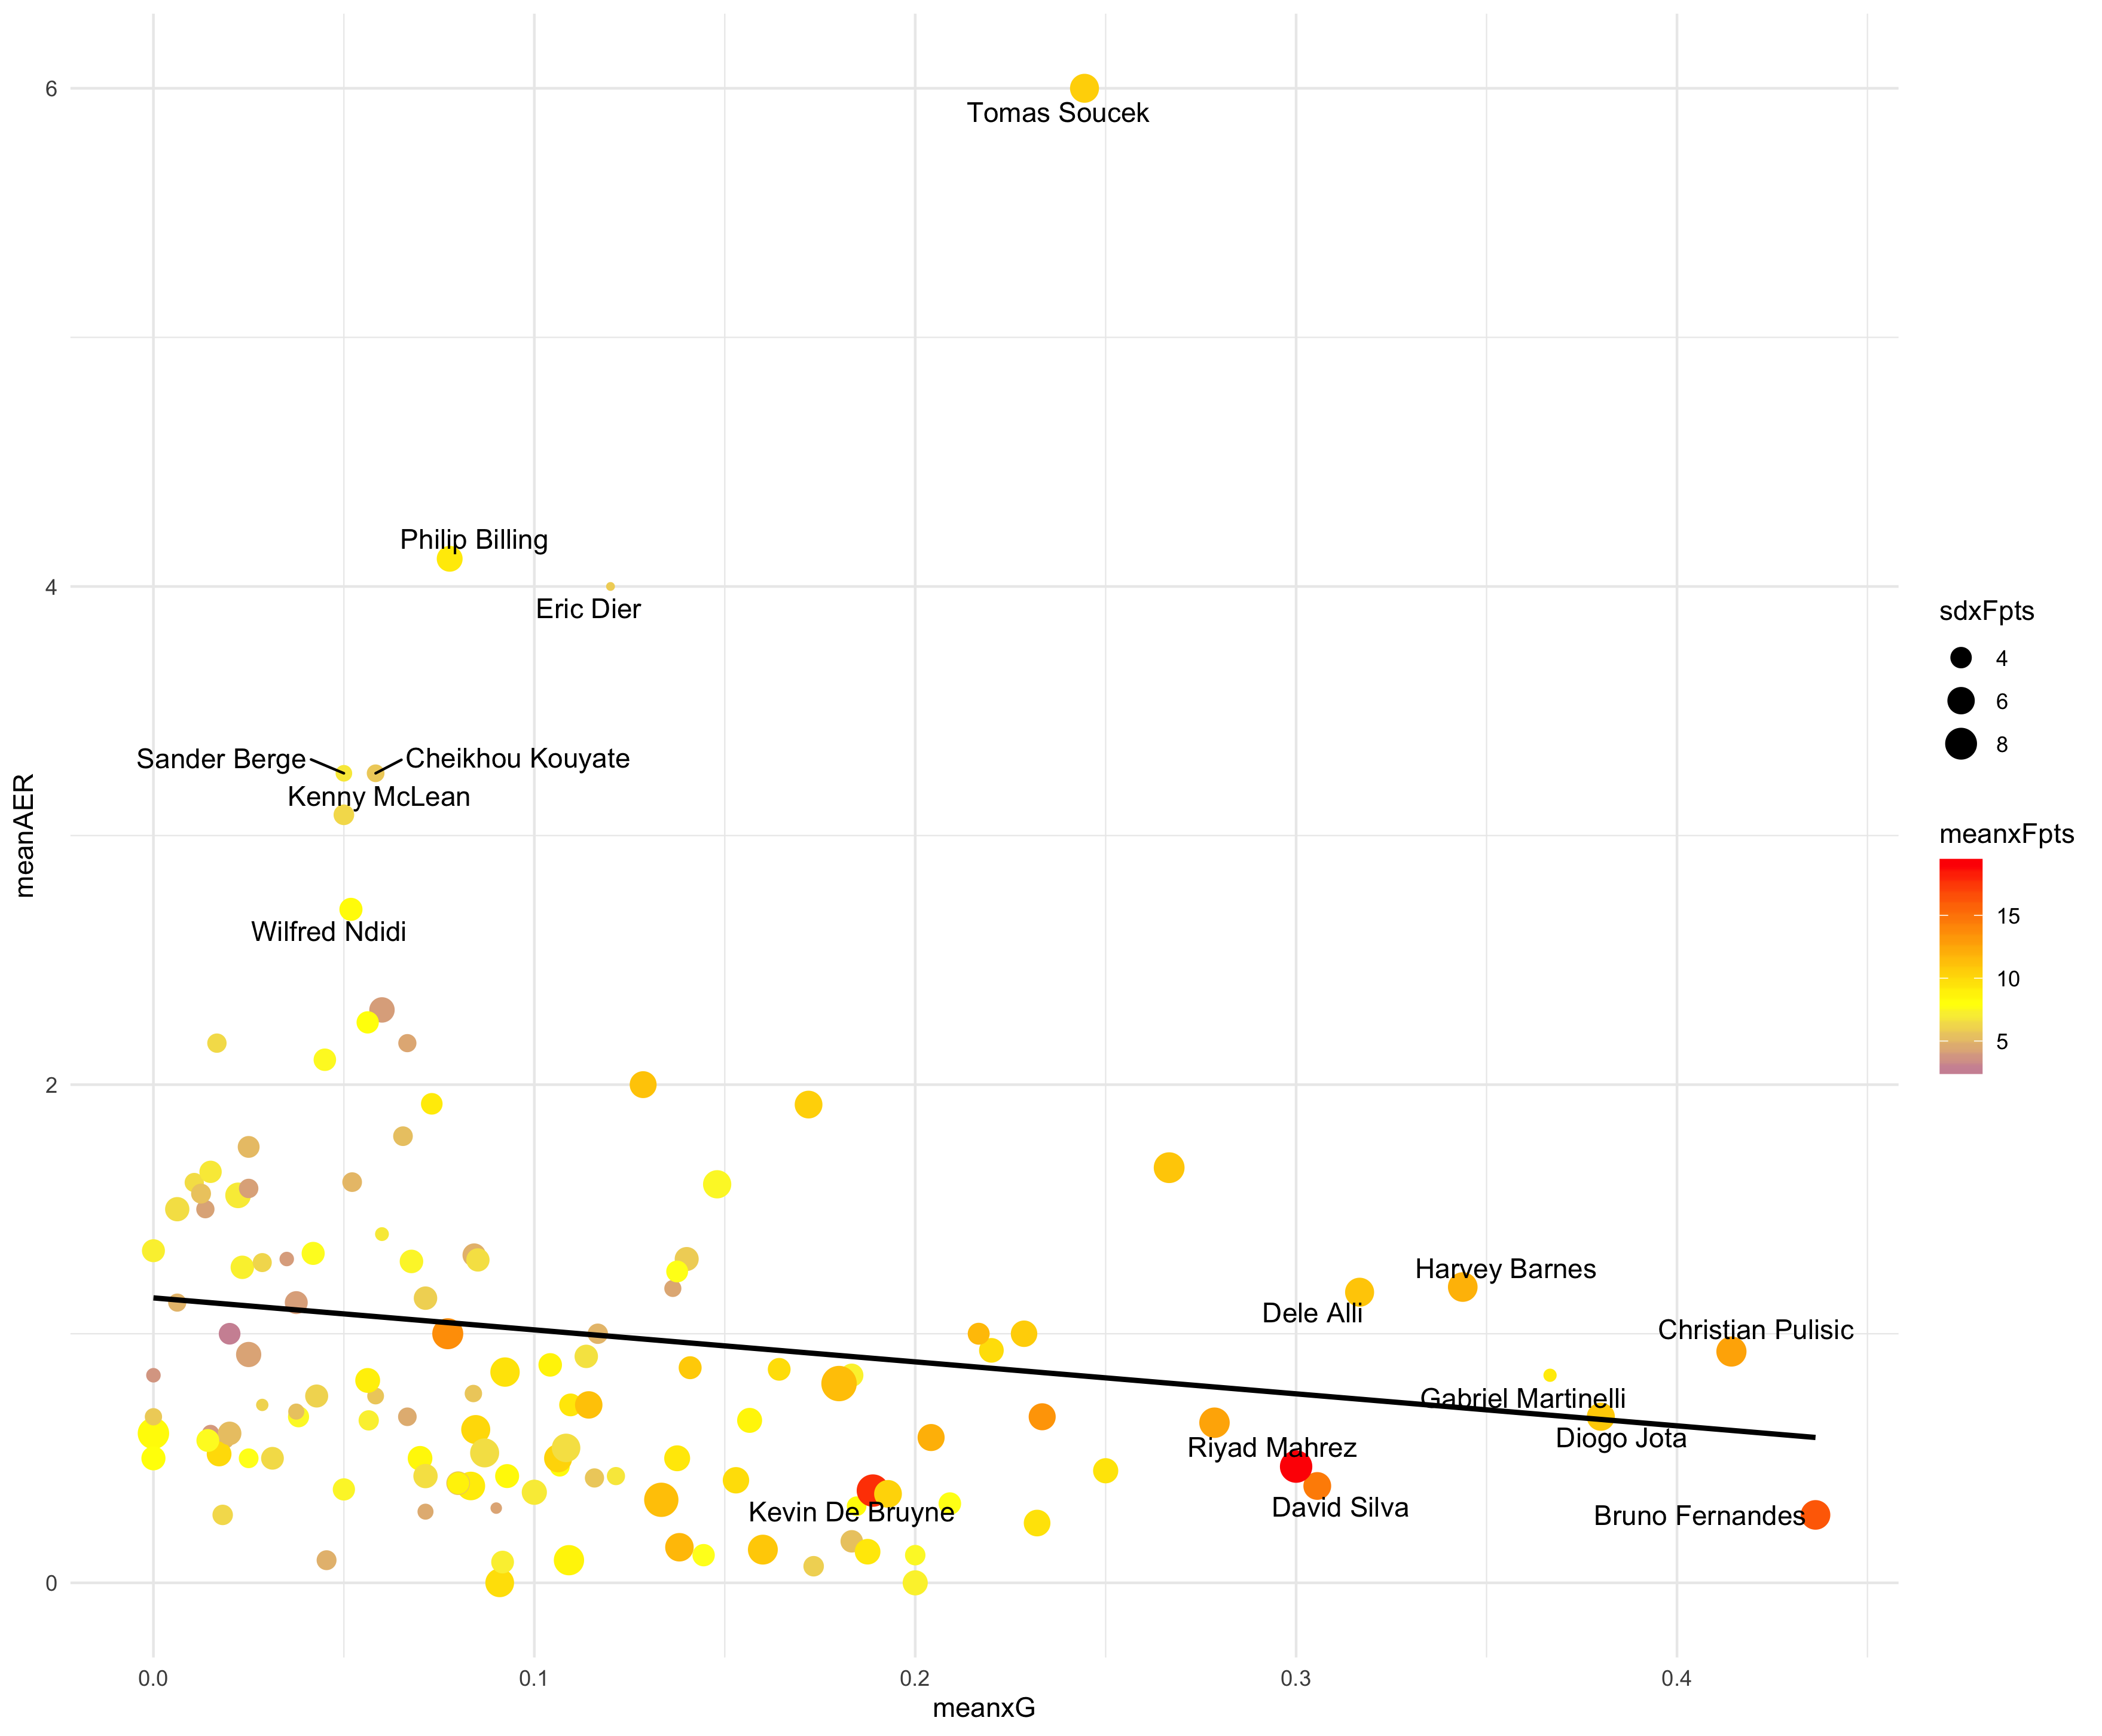 6
Tomas Soucek
Philip Billing
4
Eric Dier
sdxFpts
4
6
8
Sander Berge
Cheikhou Kouyate
Kenny McLean
meanAER
meanxFpts
15
10
5
Wilfred Ndidi
2
Harvey Barnes
Dele Alli
Christian Pulisic
Gabriel Martinelli
Diogo Jota
Riyad Mahrez
David Silva
Kevin De Bruyne
Bruno Fernandes
0
0.0 0.1 0.2 0.3 0.4
meanxG